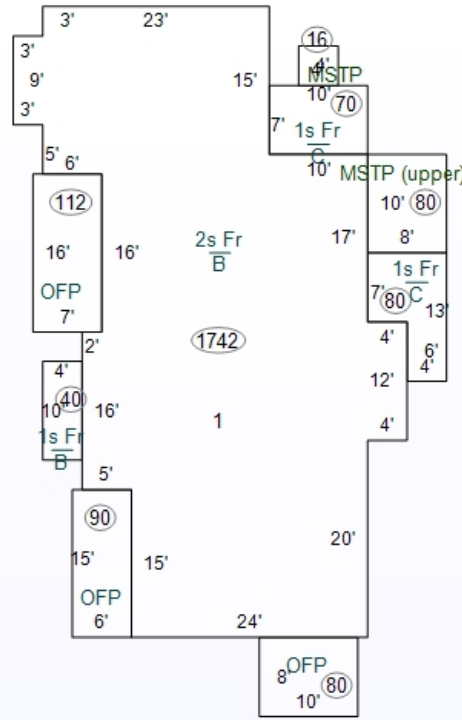 3' 23'
3'
16
4'
MSTP
9' 15' 10' 70
3' 7' 1s Fr
C
5' 6' 10' MSTP (upper)
112 10' 80
16' 16' 2s Fr 17' 8'
B
1s Fr
C
OFP 7' 80 13'
7' 4'
2' 1742 6'
4' 12' 4'
10' 40 16' 1
1s Fr 4'
B
5'
90
20'
15' 15'
OFP
6' 24'
OFP
8' 80
10'